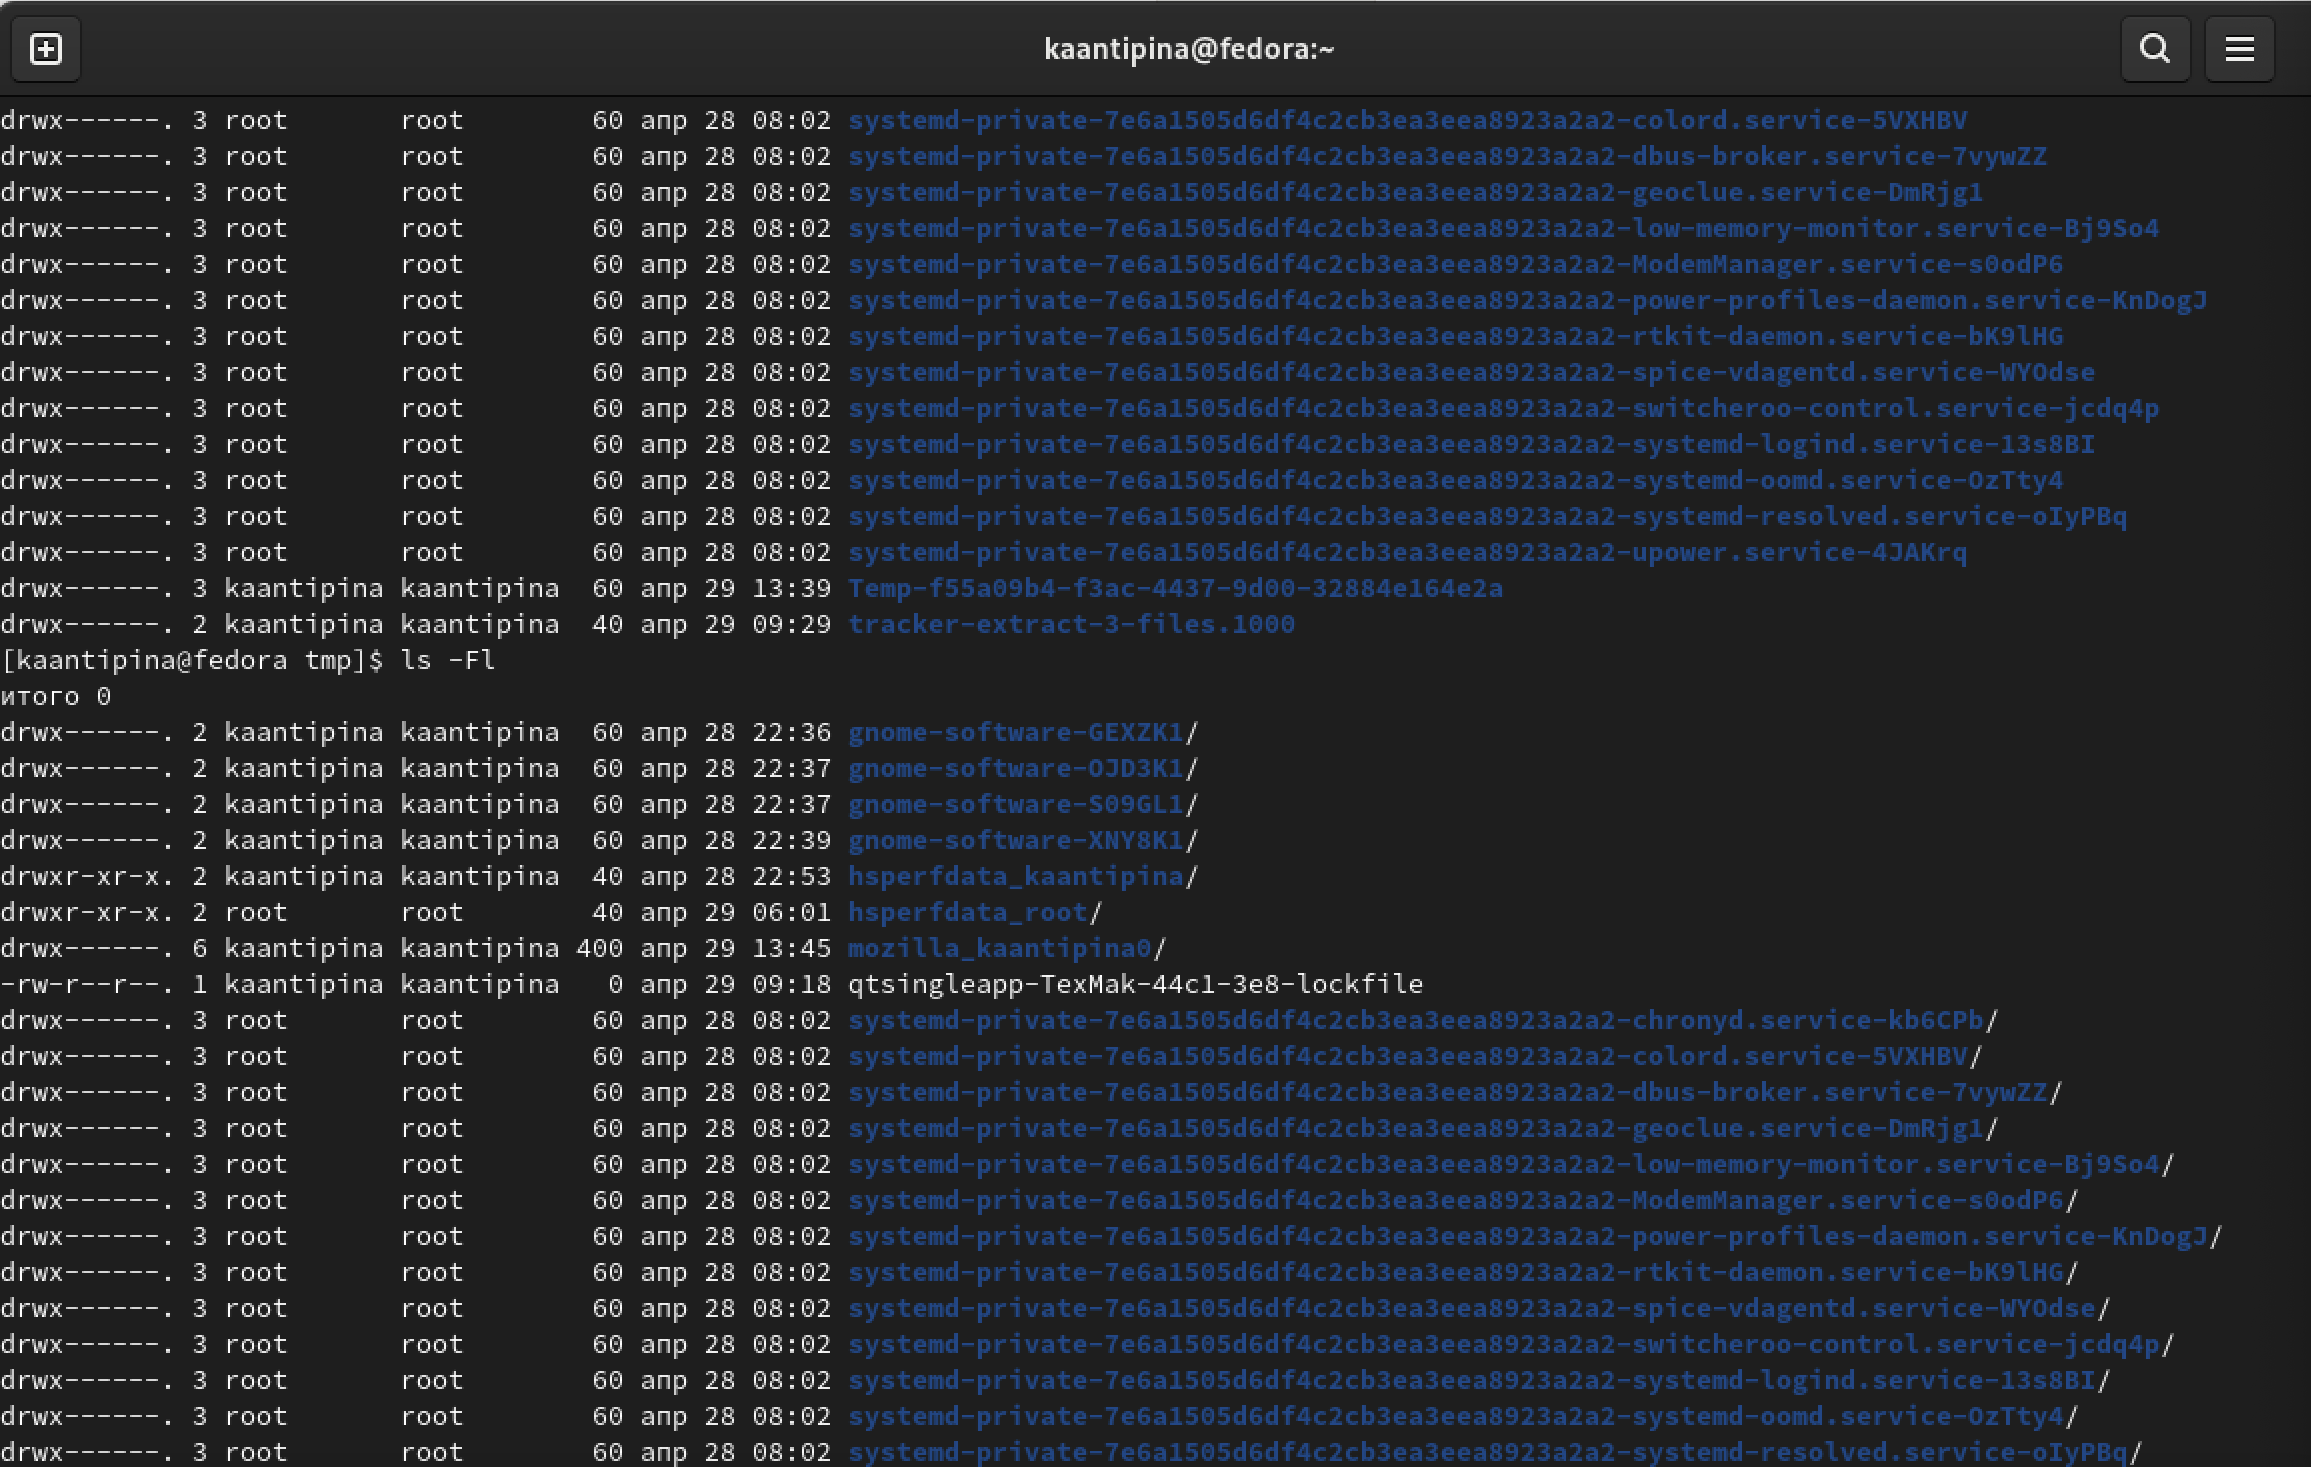 kaantipina@fedora:~
drwx------. 3 root       root        60 апр 28 08:02 systemd-private-7e6a1505d6df4c2cb3ea3eea8923a2a2-colord.service-5VXHBV
drwx------. 3 root       root        60 апр 28 08:02 systemd-private-7e6a1505d6df4c2cb3ea3eea8923a2a2-dbus-broker.service-7vywZZ
drwx------. 3 root       root        60 апр 28 08:02 systemd-private-7e6a1505d6df4c2cb3ea3eea8923a2a2-geoclue.service-DmRjg1
drwx------. 3 root       root        60 апр 28 08:02 systemd-private-7e6a1505d6df4c2cb3ea3eea8923a2a2-low-memory-monitor.service-Bj9So4
drwx------. 3 root       root        60 апр 28 08:02 systemd-private-7e6a1505d6df4c2cb3ea3eea8923a2a2-ModemManager.service-s0odP6
drwx------. 3 root       root        60 апр 28 08:02 systemd-private-7e6a1505d6df4c2cb3ea3eea8923a2a2-power-profiles-daemon.service-KnDogJ
drwx------. 3 root       root        60 апр 28 08:02 systemd-private-7e6a1505d6df4c2cb3ea3eea8923a2a2-rtkit-daemon.service-bK9lHG
drwx------. 3 root       root        60 апр 28 08:02 systemd-private-7e6a1505d6df4c2cb3ea3eea8923a2a2-spice-vdagentd.service-WYOdse
drwx------. 3 root       root        60 апр 28 08:02 systemd-private-7e6a1505d6df4c2cb3ea3eea8923a2a2-switcheroo-control.service-jcdq4p
drwx------. 3 root       root        60 апр 28 08:02 systemd-private-7e6a1505d6df4c2cb3ea3eea8923a2a2-systemd-logind.service-13s8BI
drwx------. 3 root       root        60 апр 28 08:02 systemd-private-7e6a1505d6df4c2cb3ea3eea8923a2a2-systemd-oomd.service-OzTty4
drwx------. 3 root       root        60 апр 28 08:02 systemd-private-7e6a1505d6df4c2cb3ea3eea8923a2a2-systemd-resolved.service-oIyPBq
drwx------. 3 root       root        60 апр 28 08:02 systemd-private-7e6a1505d6df4c2cb3ea3eea8923a2a2-upower.service-4JAKrq
drwx------. 3 kaantipina kaantipina  60 апр 29 13:39 Temp-f55a09b4-f3ac-4437-9d00-32884e164e2a
drwx------. 2 kaantipina kaantipina  40 апр 29 09:29 tracker-extract-3-files.1000
[kaantipina@fedora tmp]$ ls -Fl
итого 0
drwx------. 2 kaantipina kaantipina  60 апр 28 22:36 gnome-software-GEXZK1/
drwx------. 2 kaantipina kaantipina  60 апр 28 22:37 gnome-software-OJD3K1/
drwx------. 2 kaantipina kaantipina  60 апр 28 22:37 gnome-software-S09GL1/
drwx------. 2 kaantipina kaantipina  60 апр 28 22:39 gnome-software-XNY8K1/
drwxr-xr-x. 2 kaantipina kaantipina  40 апр 28 22:53 hsperfdata_kaantipina/
drwxr-xr-x. 2 root       root        40 апр 29 06:01 hsperfdata_root/
drwx------. 6 kaantipina kaantipina 400 апр 29 13:45 mozilla_kaantipina0/
-rw-r--r--. 1 kaantipina kaantipina   0 апр 29 09:18 qtsingleapp-TexMak-44c1-3e8-lockfile
drwx------. 3 root       root        60 апр 28 08:02 systemd-private-7e6a1505d6df4c2cb3ea3eea8923a2a2-chronyd.service-kb6CPb/
drwx------. 3 root       root        60 апр 28 08:02 systemd-private-7e6a1505d6df4c2cb3ea3eea8923a2a2-colord.service-5VXHBV/
drwx------. 3 root       root        60 апр 28 08:02 systemd-private-7e6a1505d6df4c2cb3ea3eea8923a2a2-dbus-broker.service-7vywZZ/
drwx------. 3 root       root        60 апр 28 08:02 systemd-private-7e6a1505d6df4c2cb3ea3eea8923a2a2-geoclue.service-DmRjg1/
drwx------. 3 root       root        60 апр 28 08:02 systemd-private-7e6a1505d6df4c2cb3ea3eea8923a2a2-low-memory-monitor.service-Bj9So4/
drwx------. 3 root       root        60 апр 28 08:02 systemd-private-7e6a1505d6df4c2cb3ea3eea8923a2a2-ModemManager.service-s0odP6/
drwx------. 3 root       root        60 апр 28 08:02 systemd-private-7e6a1505d6df4c2cb3ea3eea8923a2a2-power-profiles-daemon.service-KnDogJ/
drwx------. 3 root       root        60 апр 28 08:02 systemd-private-7e6a1505d6df4c2cb3ea3eea8923a2a2-rtkit-daemon.service-bK9lHG/
drwx------. 3 root       root        60 апр 28 08:02 systemd-private-7e6a1505d6df4c2cb3ea3eea8923a2a2-spice-vdagentd.service-WYOdse/
drwx------. 3 root       root        60 апр 28 08:02 systemd-private-7e6a1505d6df4c2cb3ea3eea8923a2a2-switcheroo-control.service-jcdq4p/
drwx------. 3 root       root        60 апр 28 08:02 systemd-private-7e6a1505d6df4c2cb3ea3eea8923a2a2-systemd-logind.service-13s8BI/
drwx------. 3 root       root        60 апр 28 08:02 systemd-private-7e6a1505d6df4c2cb3ea3eea8923a2a2-systemd-oomd.service-OzTty4/
drwx------. 3 root       root        60 апр 28 08:02 systemd-private-7e6a1505d6df4c2cb3ea3eea8923a2a2-systemd-resolved.service-oIyPBq/